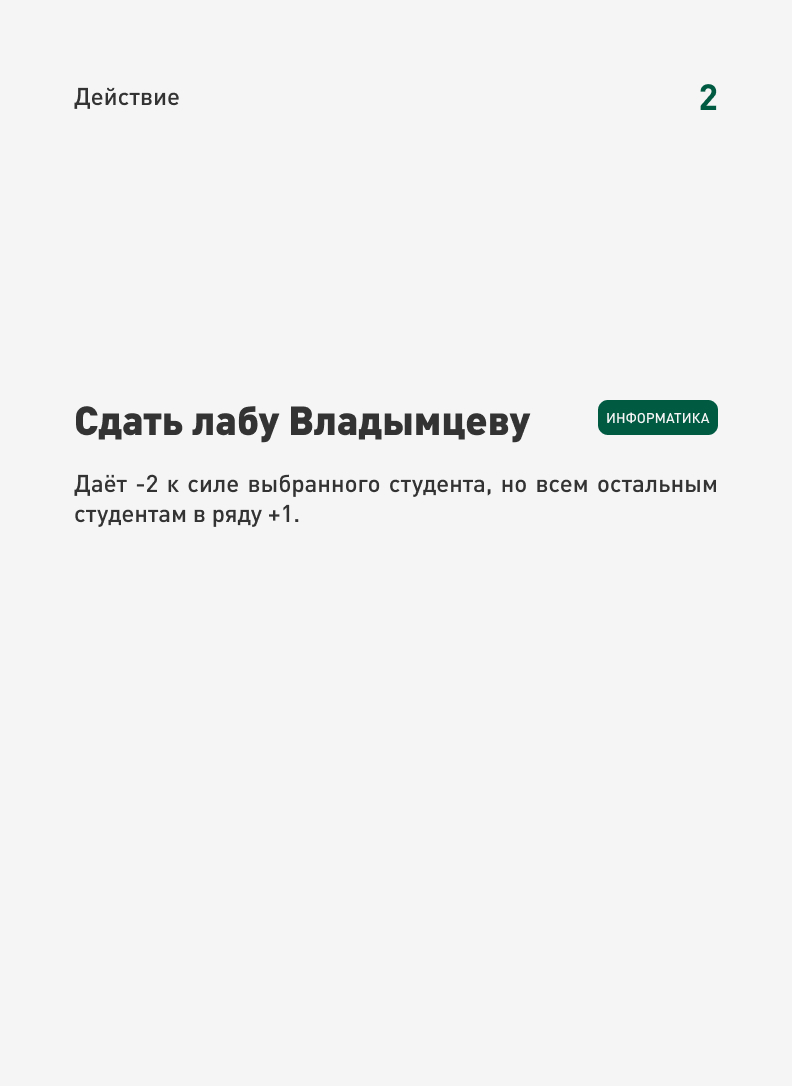 Действие
2
Сдать лабу Владымцеву
ИНФОРМАТИКА
Даёт -2 к силе выбранного студента, но всем остальным
студентам в ряду +1.